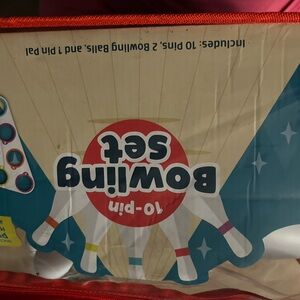 10-pin
Bowling
Set
Includes: 10 Pins, 2 Bowling Balls, and 1 Pin Pal